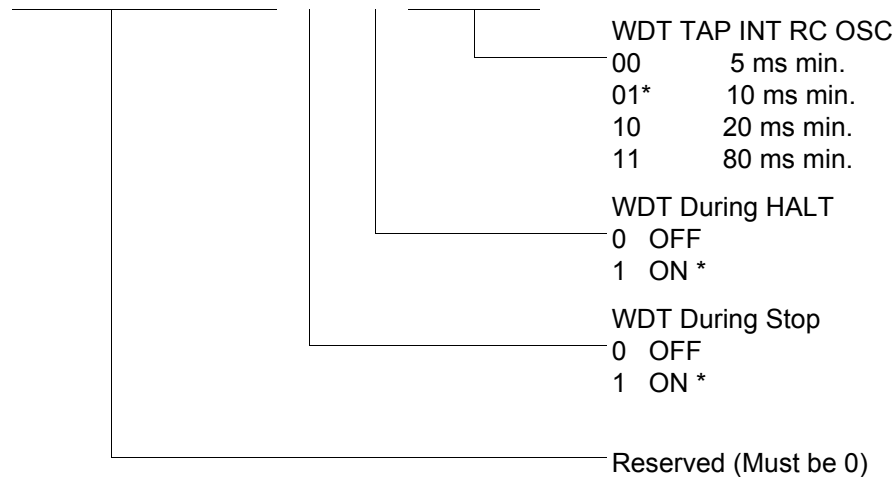 WDT TAP INT RC OSC
00 5 ms min.
01* 10 ms min.
10 20 ms min.
11 80 ms min.
WDT During HALT
0 OFF
1 ON *
WDT During Stop
0 OFF
1 ON *
Reserved (Must be 0)